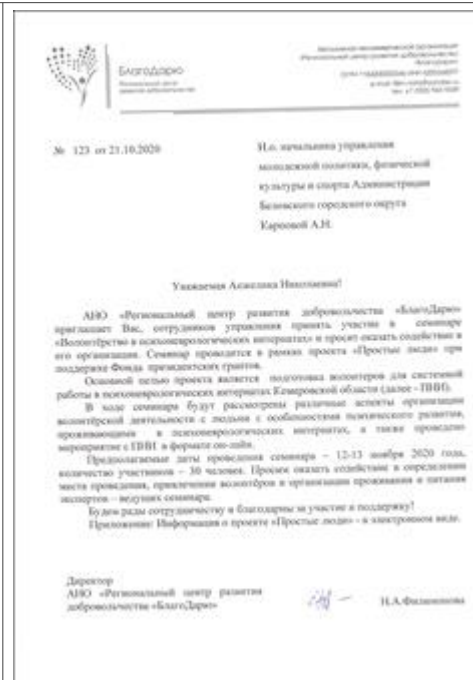 БлагоДарю
Региональный центр
развития добровольчества
№ 123 от 21.10.2020
И.о. начальника управления
молодежной политики, физической
культуры и спорта Администрации
Беловского городского округа
Карповой А.Н.
Уважаемая Анжелика Николаевна!
АНО «Региональный центр развития добровольчества «БлагоДарю»
приглашает Вас, сотрудников управления принять участие в семинаре
«Волонтёрство в психоневрологических интернатах» и просит оказать содействие в
его организации. Семинар проводится в рамках проекта «Простые люди» при
поддержке Фонда президентских грантов.
Основной целью проекта является подготовка волонтеров для системной
работы в психоневрологических интернатах Кемеровской области (далее - ПНИ).
В ходе семинара будут рассмотрены различные аспекты организации
волонтёрской деятельности с людьми с особенностями психического развития,
проживающими в психоневрологических интернатах, а также проведено
мероприятие с ПНИ в формате он-лайн.
Предполагаемые даты проведения семинара – 12-13 ноября 2020 года,
количество участников – 30 человек. Просим оказать содействие в определении
места проведения, привлечении волонтёров и организации проживания и питания
экспертов – ведущих семинара.
Будем рады сотрудничеству и благодарны за участие и поддержку!
Приложение: Информация о проекте «Простые люди» - в электронном виде.
Директор
АНО «Региональный центр развития
добровольчества «БлагоДарю»
Н.А.